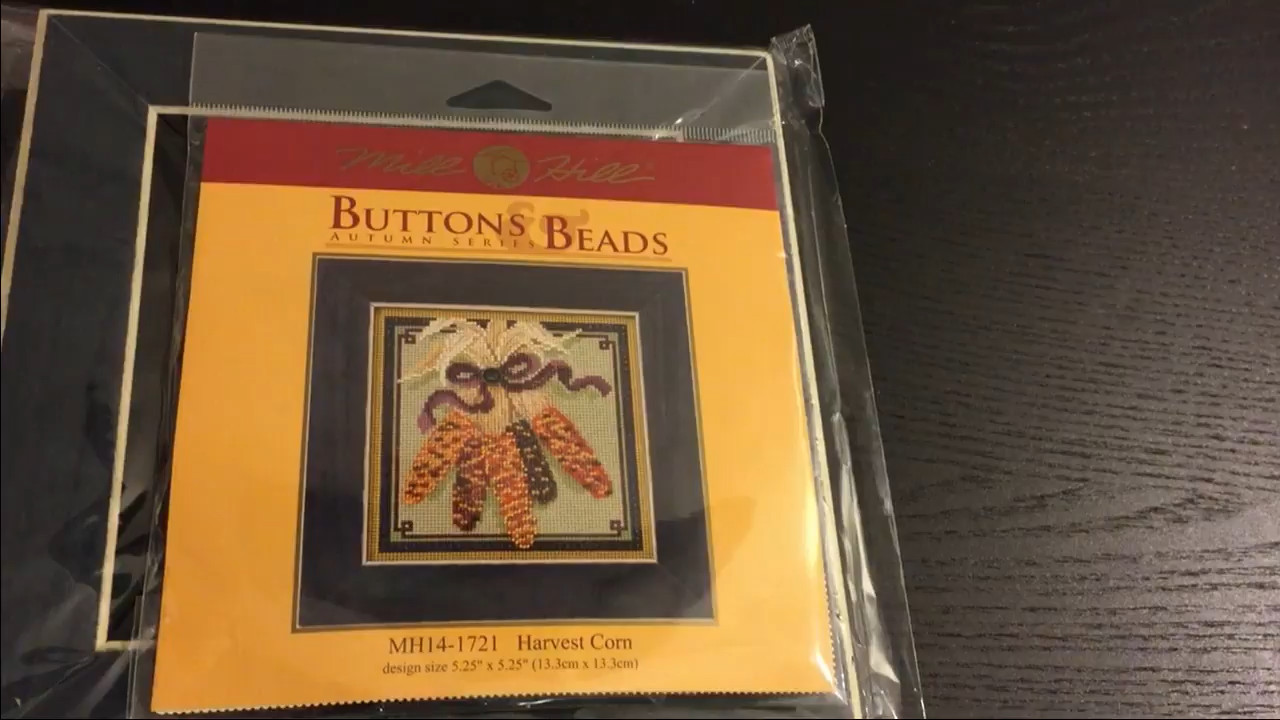 Mill Hill
BUTTONS & BEADS
AUTUMN SERIES
MH14-1721 Harvest Corn
design size 5.25" x 5.25" (13.3cm x 13.3cm)